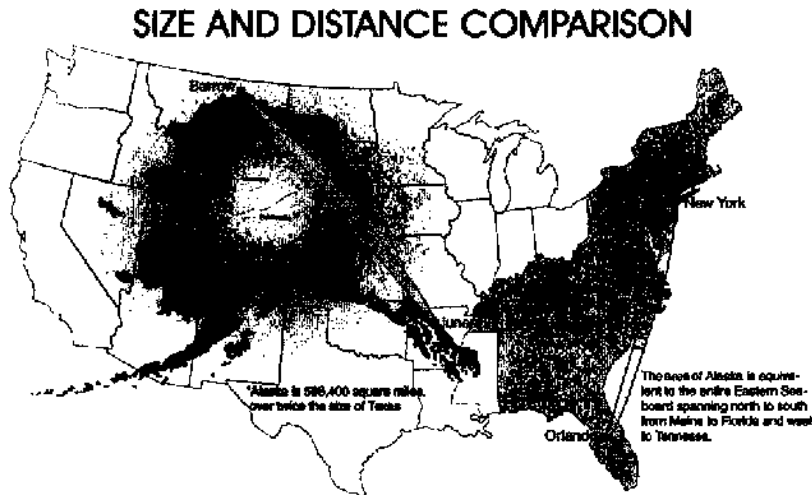 SIZE AND DISTANCE COMPARISON
Barrow
New York
June
*Alaska is 586,400 square miles,
over twice the size of Texas
The area of Alaska is equiva-
lent to the entire Eastern Sea-
board spanning north to south
from Maine to Florida and west
to Tennessee.
Orlando